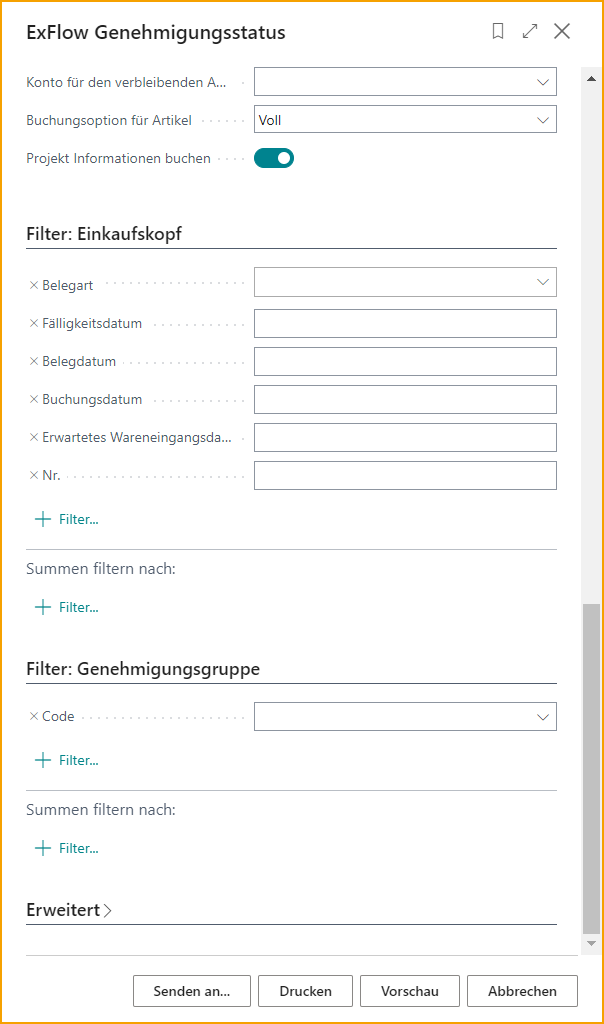 ExFlow Genehmigungsstatus
Konto für den verbleibenden A...
Buchungsoption für Artikel Voll
Projekt Informationen buchen
Filter: Einkaufskopf
Belegart
Fälligkeitsdatum
Belegdatum
Buchungsdatum
Erwartetes Wareneingangsda...
Nr.
Filter...
Summen filtern nach:
Filter...
Filter: Genehmigungsgruppe
Code
Filter...
Summen filtern nach:
Filter...
Erweitert
Senden an... Drucken Vorschau Abbrechen